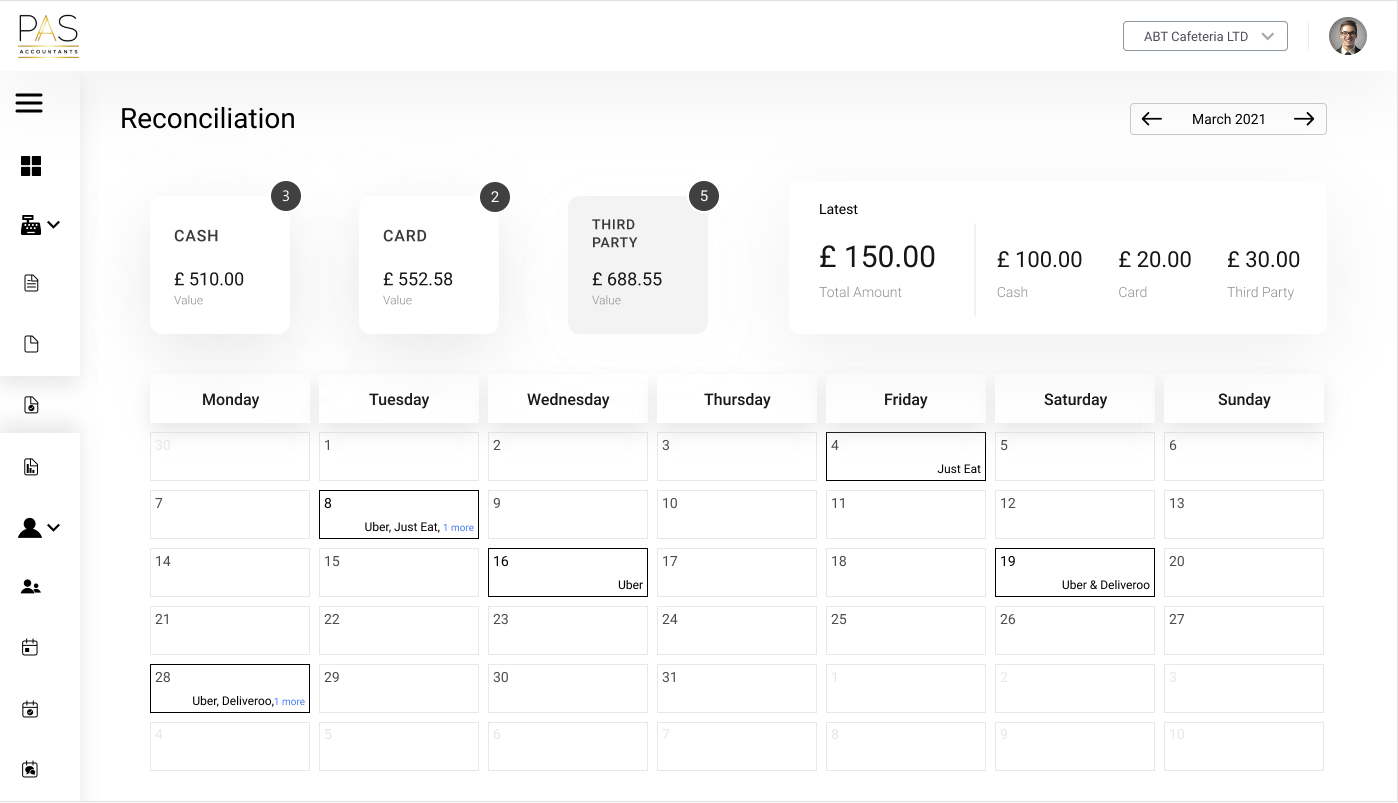 PAS
ACCOUNTANTS
ABT Cafeteria LTD
Reconciliation
March 2021
3
CASH
£ 510.00
Value
2
CARD
£ 552.58
Value
5
THIRD
PARTY
£ 688.55
Value
Latest
£ 150.00
Total Amount
£ 100.00
Cash
£ 20.00
Card
£ 30.00
Third Party
Monday Tuesday Wednesday Thursday Friday Saturday Sunday
30 1 2 3 4 5 6
Just Eat
7 8 9 10 11 12 13
Uber, Just Eat, 1 more
14 15 16 17 18 19 20
Uber Uber & Deliveroo
21 22 23 24 25 26 27
28 29 30 31 1 2 3
Uber, Deliveroo,1 more
4 5 6 7 8 9 10